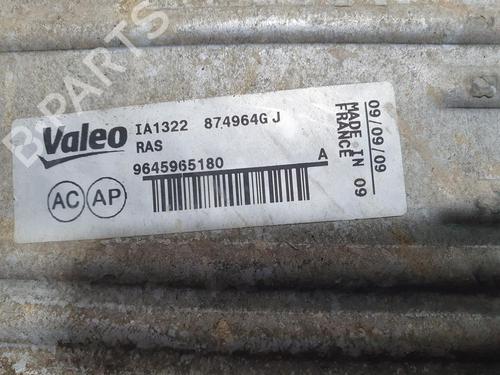 Valeo
IA1322 874964G J
RAS
9645965180 A
AC AP
MADE IN
FRANCE 09
09/09/09
B-PARTS